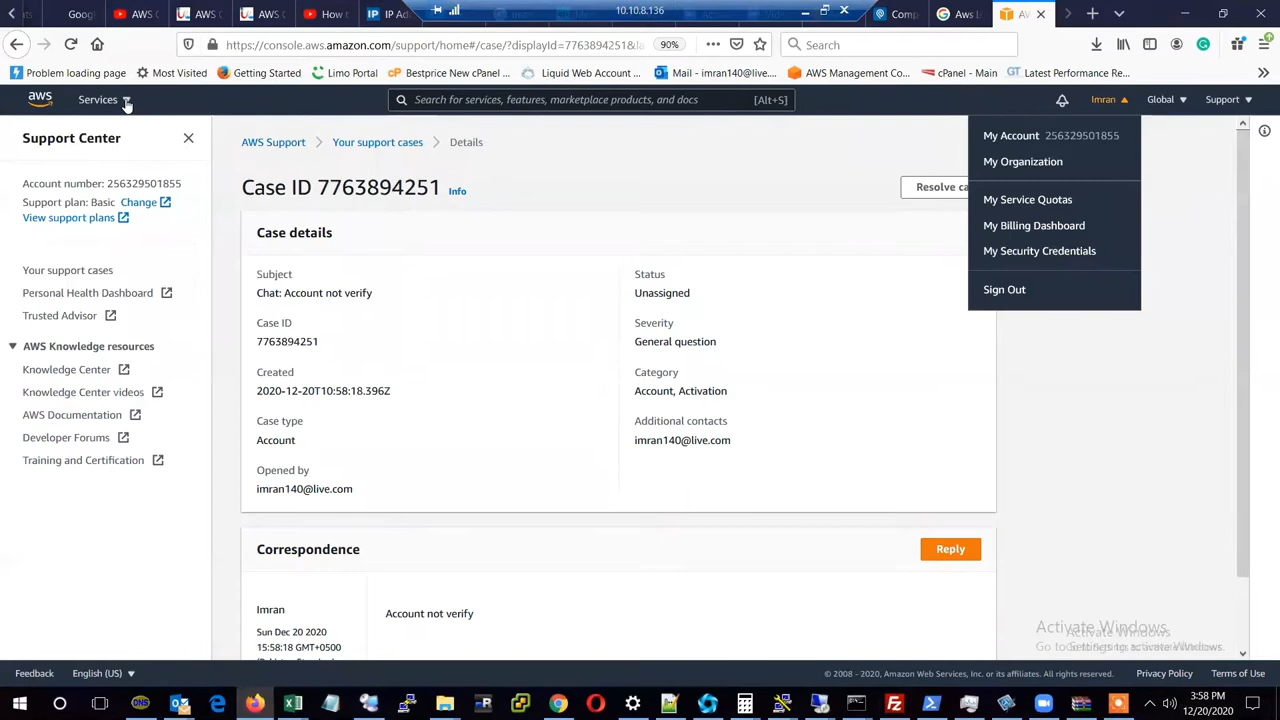 Googl
AWS C
AWS C
AWS C
How t
IP Ad
10.10.8.136
Comp
Aws L
AW
https://console.aws.amazon.com/support/home#/case/?displayId=7763894251&la
90%
Search
Problem loading page
Most Visited
Getting Started
Limo Portal
Bestprice New cPanel ...
Liquid Web Account ...
Mail - imran140@live....
AWS Management Co...
cPanel - Main
Latest Performance Re...
aws
Services
Search for services, features, marketplace products, and docs
[Alt+S]
Imran
Global
Support
Support Center
AWS Support
Your support cases
Details
My Account 256329501855
My Organization
Account number: 256329501855
Case ID 7763894251
Info
Resolve ca
Support plan: Basic Change
My Service Quotas
View support plans
My Billing Dashboard
Case details
My Security Credentials
Your support cases
Subject
Status
Sign Out
Personal Health Dashboard
Chat: Account not verify
Unassigned
Trusted Advisor
Case ID
Severity
AWS Knowledge resources
7763894251
General question
Knowledge Center
Created
Category
Knowledge Center videos
2020-12-20T10:58:18.396Z
Account, Activation
AWS Documentation
Case type
Additional contacts
Developer Forums
Account
imran140@live.com
Training and Certification
Opened by
imran140@live.com
Correspondence
Reply
Imran
Account not verify
Sun Dec 20 2020
15:58:18 GMT+0500
Activate Windows
Go to Settings to activate Windows.
Feedback
English (US)
© 2008 - 2020, Amazon Web Services, Inc. or its affiliates. All rights reserved.
Privacy Policy
Terms of Use
3:58 PM
12/20/2020